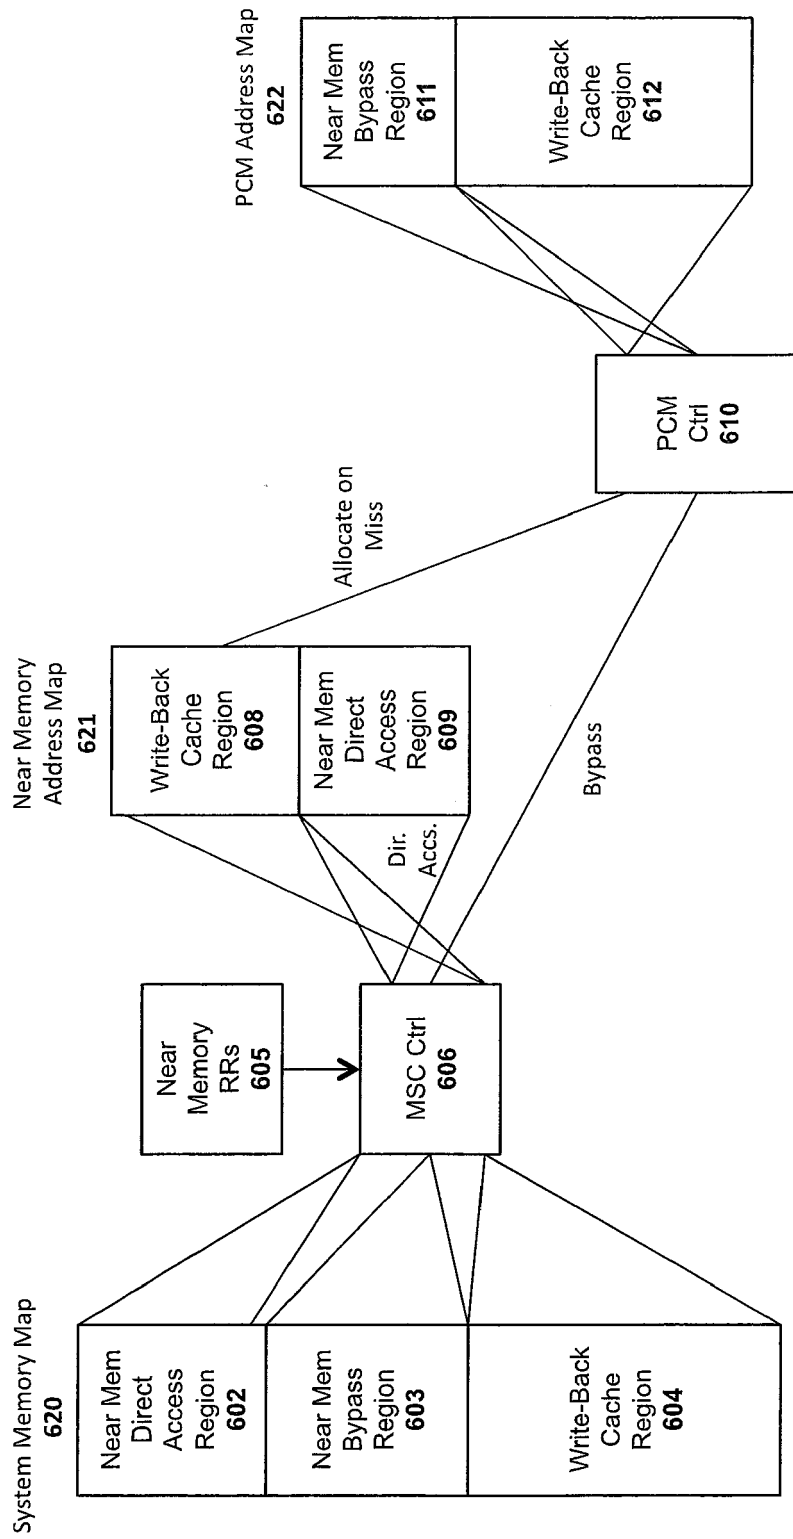 System Memory Map
620
Near Mem
Direct
Access
Region
602
Near Mem
Bypass
Region
603
Write-Back
Cache
Region
604
Near
Memory
RRs
605
MSC Ctrl
606
Near Memory
Address Map
621
Write-Back
Cache
Region
608
Near Mem
Direct
Access
Region
609
Dir.
Accs.
Allocate on
Miss
Bypass
PCM
Ctrl
610
PCM Address Map
622
Near Mem
Bypass
Region
611
Write-Back
Cache
Region
612